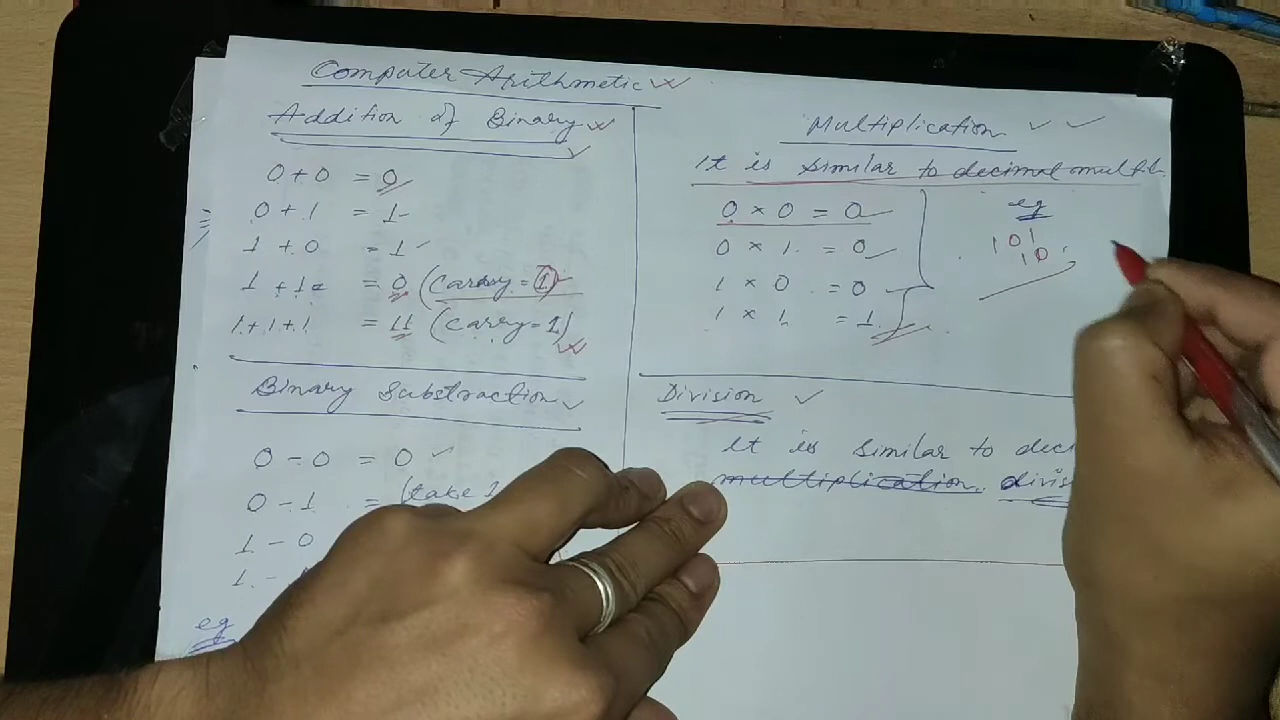 Computer Arithmetic
Addition of Binary
0 + 0 = 0
0 + 1 = 1
1 + 0 = 1
1 + 1 = 0 (Carry = 1)
1 + 1 + 1 = 11 (Carry = 1)
Binary Substraction
0 - 0 = 0
0 - 1 = (take 1
1 - 0
1 -
eg
Multiplication
It is similar to decimal
0 × 0 = 0
0 × 1 = 0
1 × 0 = 0
1 × 1 = 1
eg
101
10
Division
It is similar to
multiplication